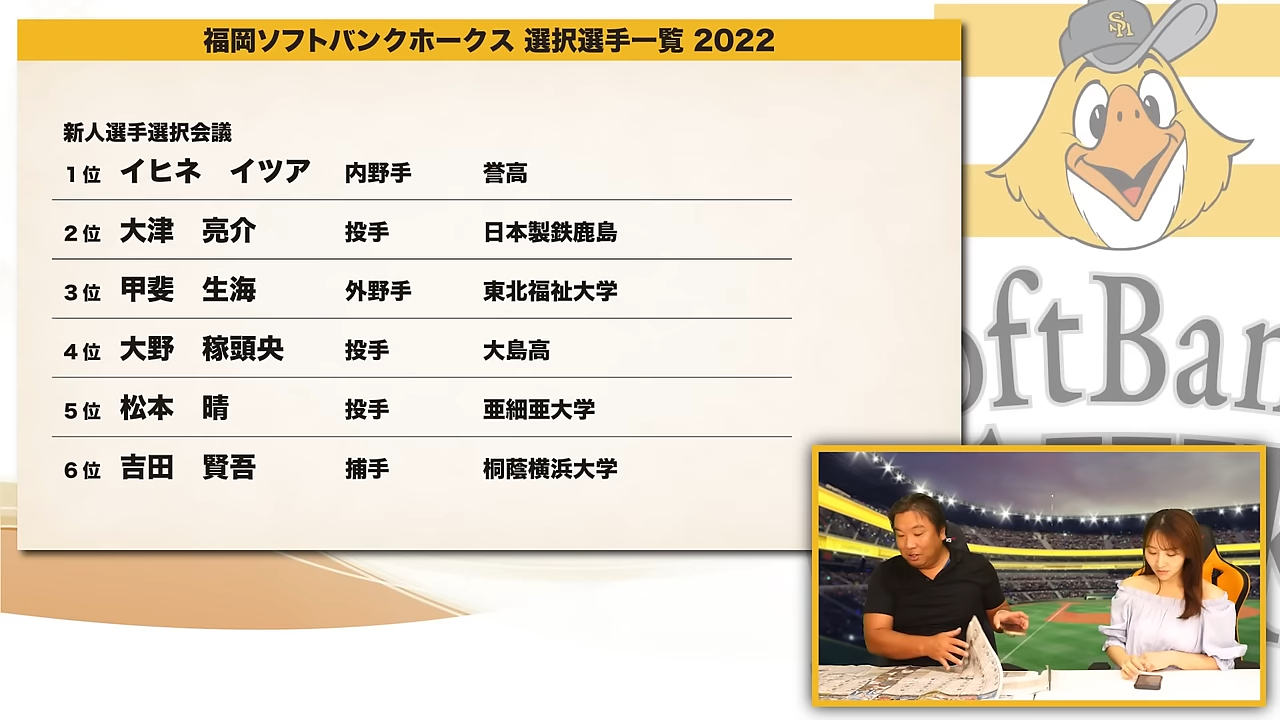 福岡ソフトバンクホークス 選択選手一覧 2022
新人選手選択会議
1位 イヒネ イツア 内野手 誉高
2位 大津 亮介 投手 日本製鉄鹿島
3位 甲斐 生海 外野手 東北福祉大学
4位 大野 稼頭央 投手 大島高
5位 松本 晴 投手 亜細亜大学
6位 吉田 賢吾 捕手 桐蔭横浜大学
SH
oftBan